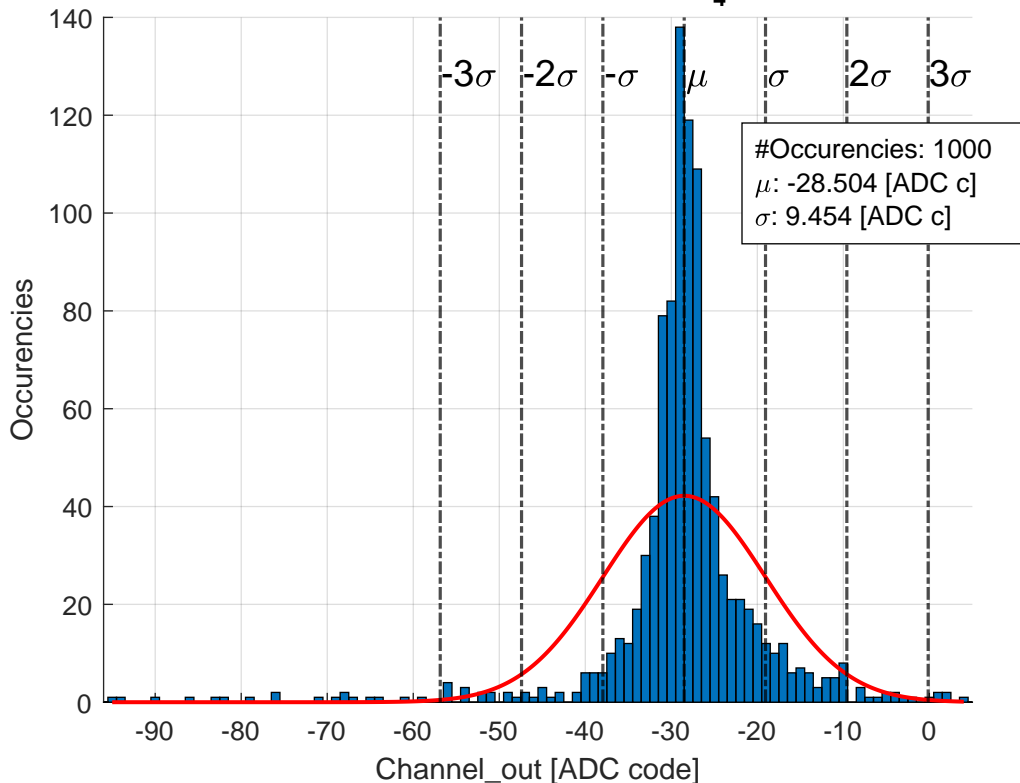 4
140
120
100
80
60
40
20
0
Occurencies
-3σ -2σ -σ μ σ 2σ 3σ
#Occurencies: 1000
μ: -28.504 [ADC c]
σ: 9.454 [ADC c]
-90 -80 -70 -60 -50 -40 -30 -20 -10 0
Channel_out [ADC code]